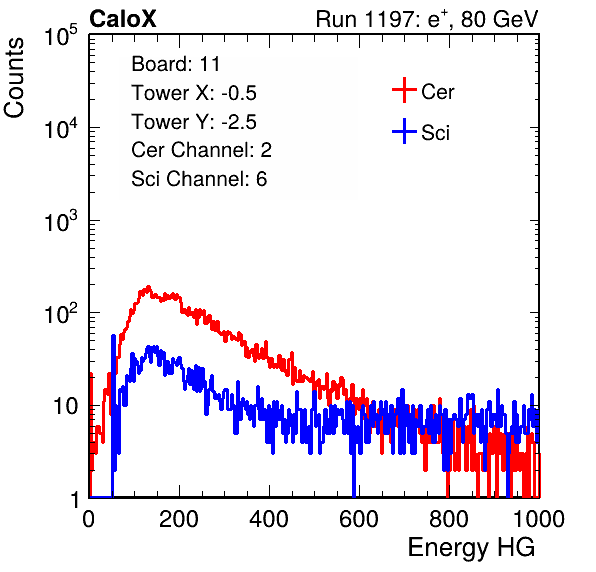 CaloX Run 1197: e⁺, 80 GeV
Counts
Board: 11
Tower X: -0.5
Tower Y: -2.5
Cer Channel: 2
Sci Channel: 6
Cer
Sci
10⁵
10⁴
10³
10²
10
1
0 200 400 600 800 1000
Energy HG